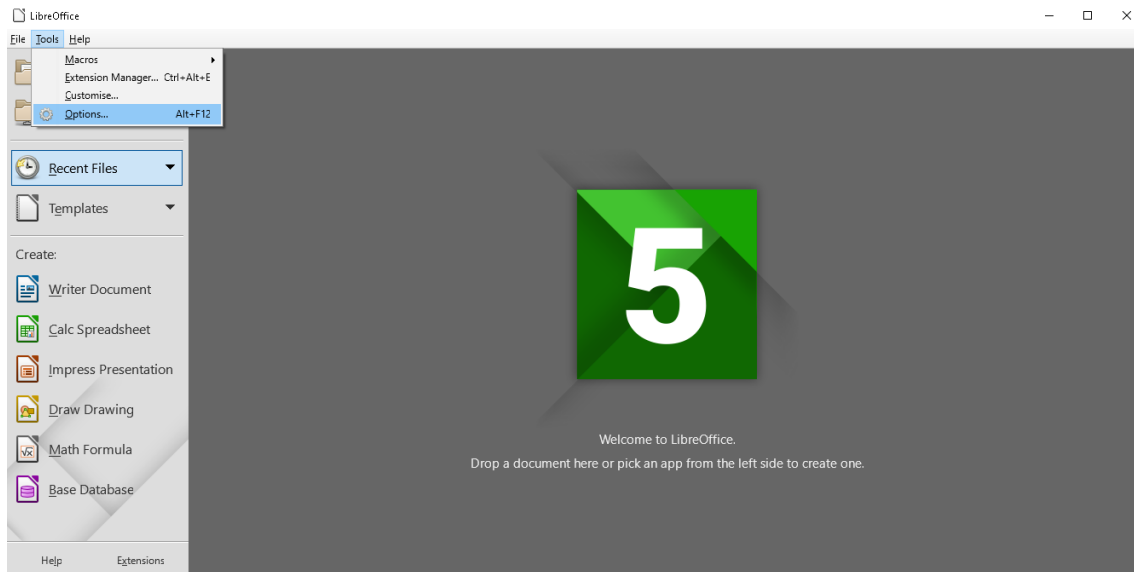 LibreOffice
File Tools Help
Macros
Extension Manager... Ctrl+Alt+E
Customise...
Options... Alt+F12
Recent Files
Templates
Create:
Writer Document
Calc Spreadsheet
Impress Presentation
Draw Drawing
Math Formula
Base Database
Help Extensions
5
Welcome to LibreOffice.
Drop a document here or pick an app from the left side to create one.